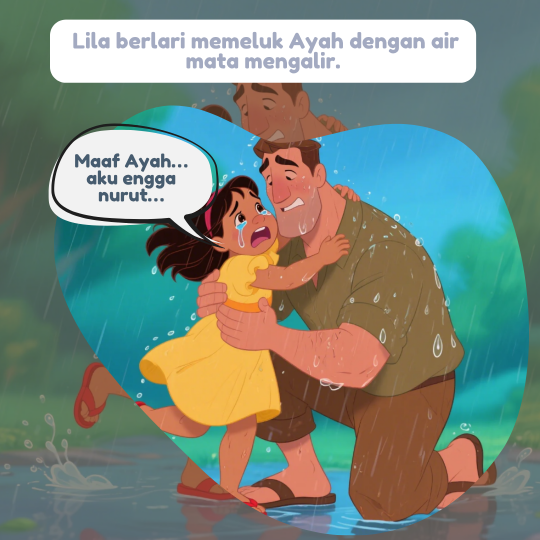 Lila berlari memeluk Ayah dengan air
mata mengalir.
Maaf Ayah...
aku engga
nurut...